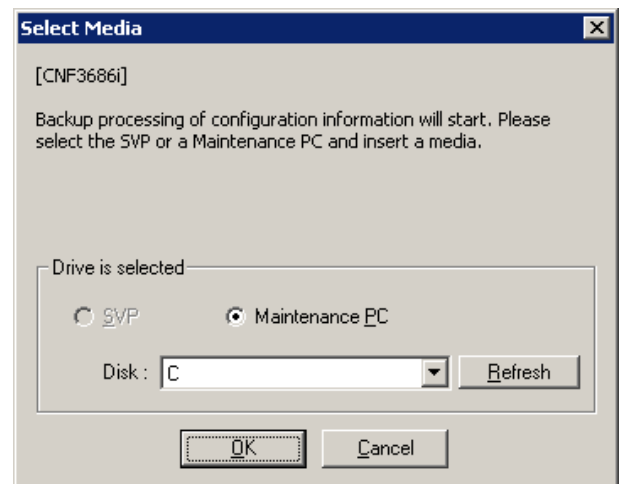 Select Media
[CNF3686i]
Backup processing of configuration information will start. Please
select the SVP or a Maintenance PC and insert a media.
Drive is selected
SVP
Maintenance PC
Disk : C
Refresh
OK
Cancel